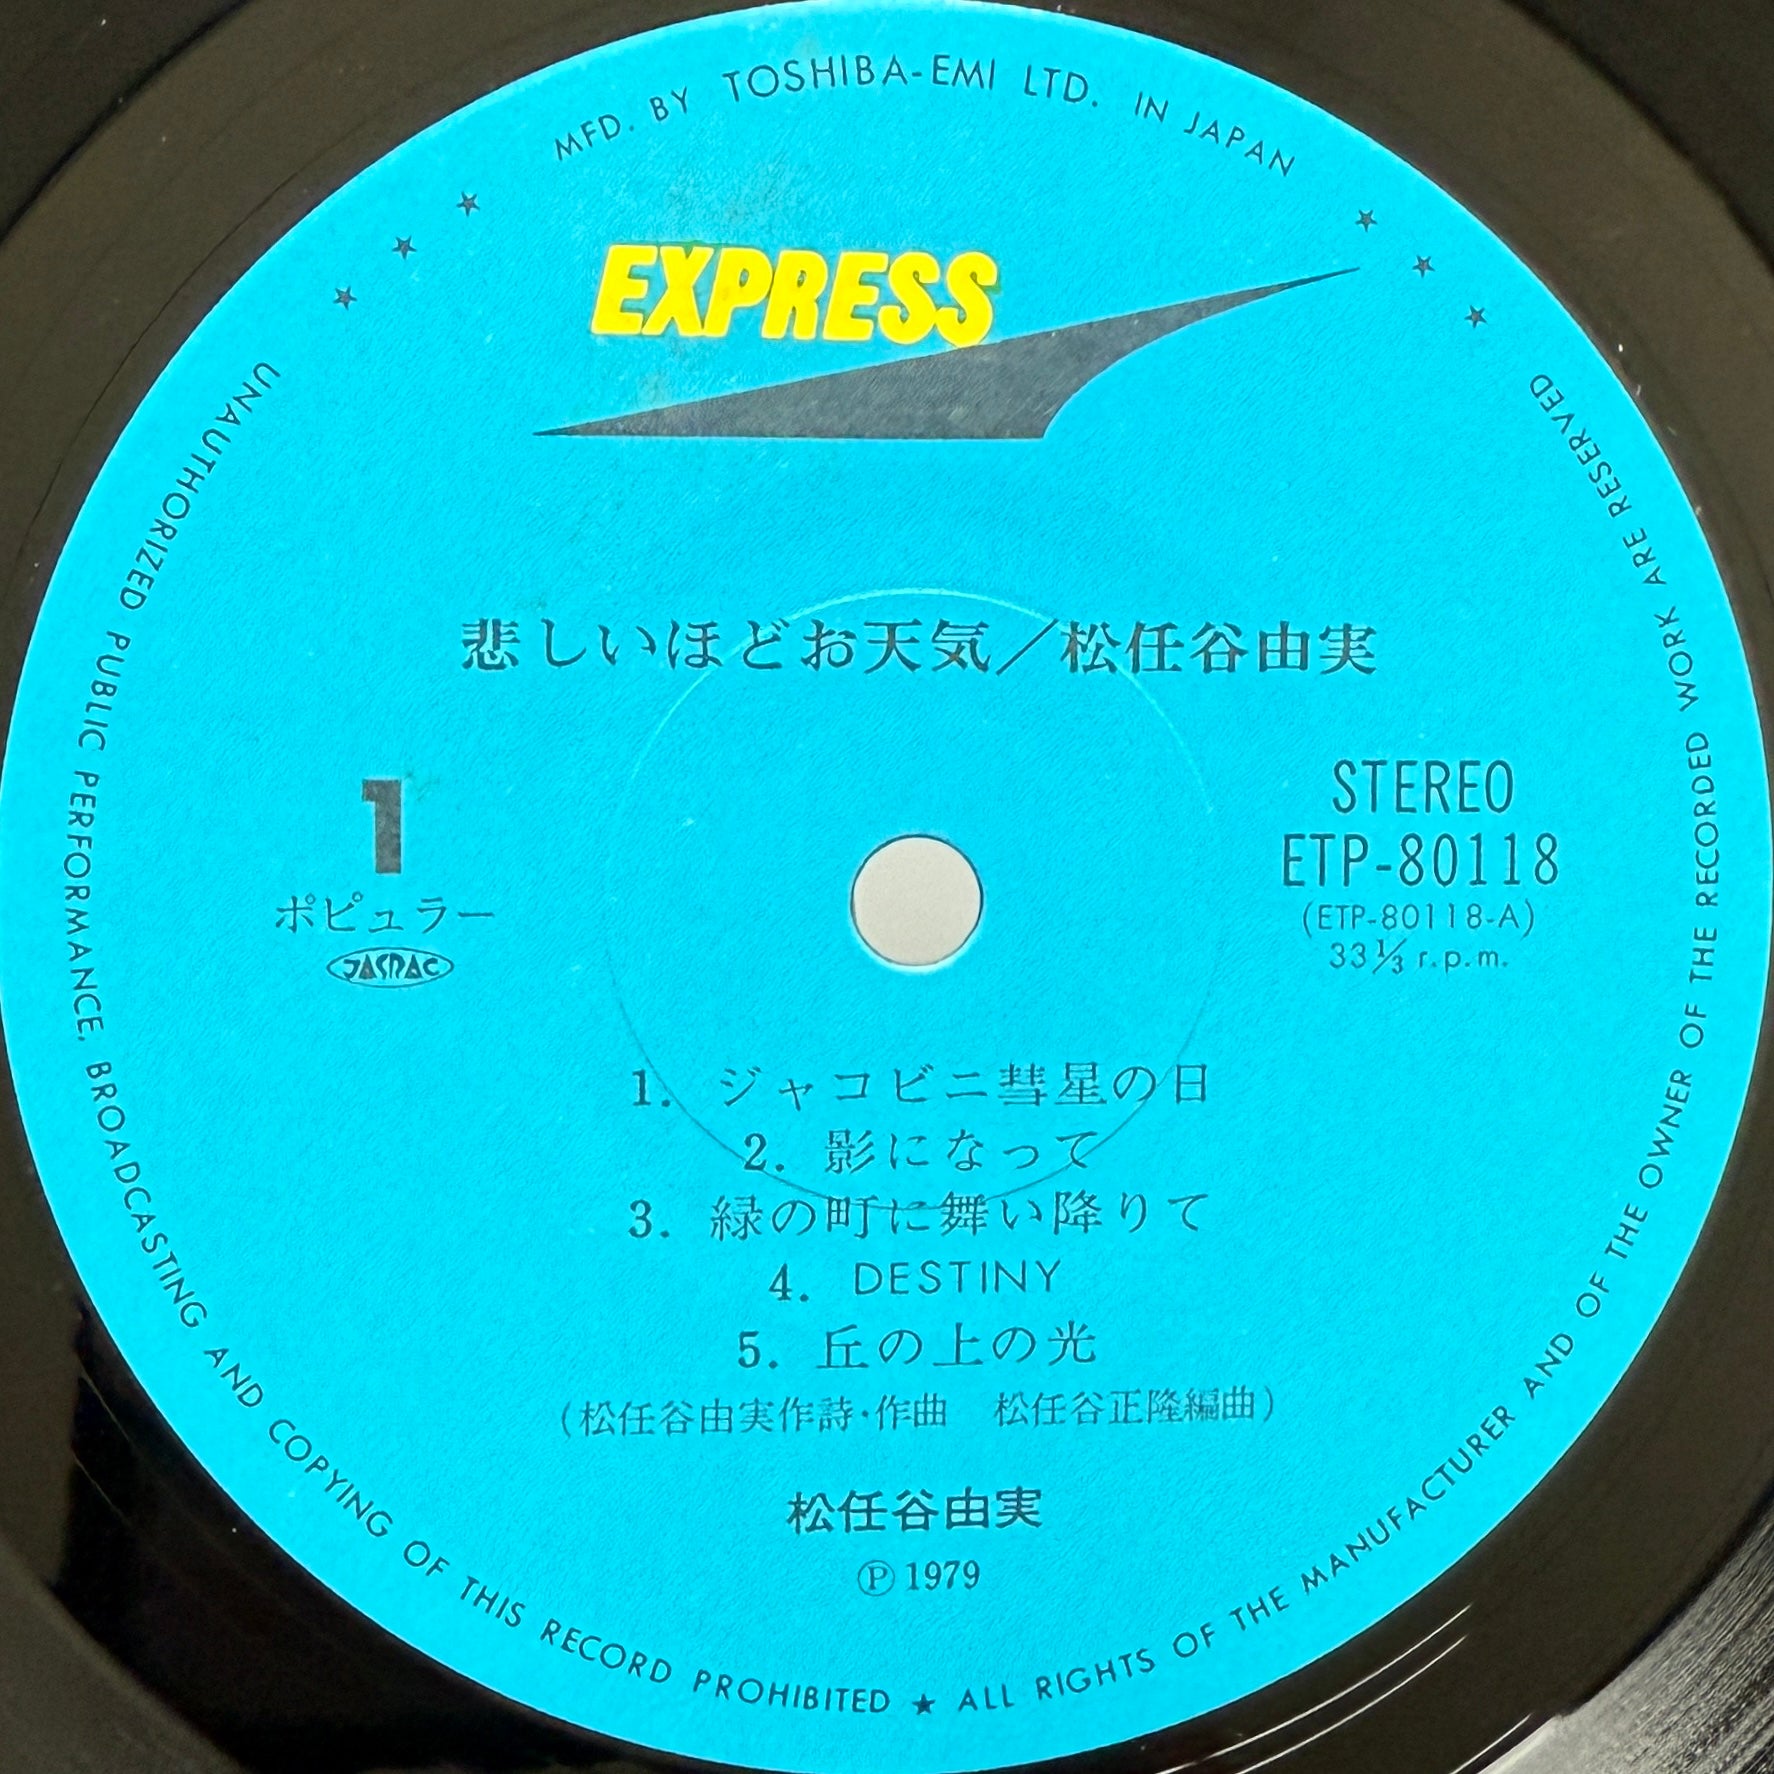 MFD. BY TOSHIBA-EMI LTD. IN JAPAN
EXPRESS
悲しいほどお天気／松任谷由実
1
ポピュラー
JASRAC
STEREO
ETP-80118
(ETP-80118-A)
33 1/3 r.p.m.
1. ジャコビニ彗星の日
2. 影になって
3. 緑の町に舞い降りて
4. DESTINY
5. 丘の上の光
(松任谷由実作詩・作曲　松任谷正隆編曲)
松任谷由実
Ⓟ 1979
UNAUTHORIZED PUBLIC PERFORMANCE, BROADCASTING AND COPYING OF THIS RECORD PROHIBITED ★ ALL RIGHTS OF THE MANUFACTURER AND OF THE OWNER OF THE RECORDED WORK ARE RESERVED